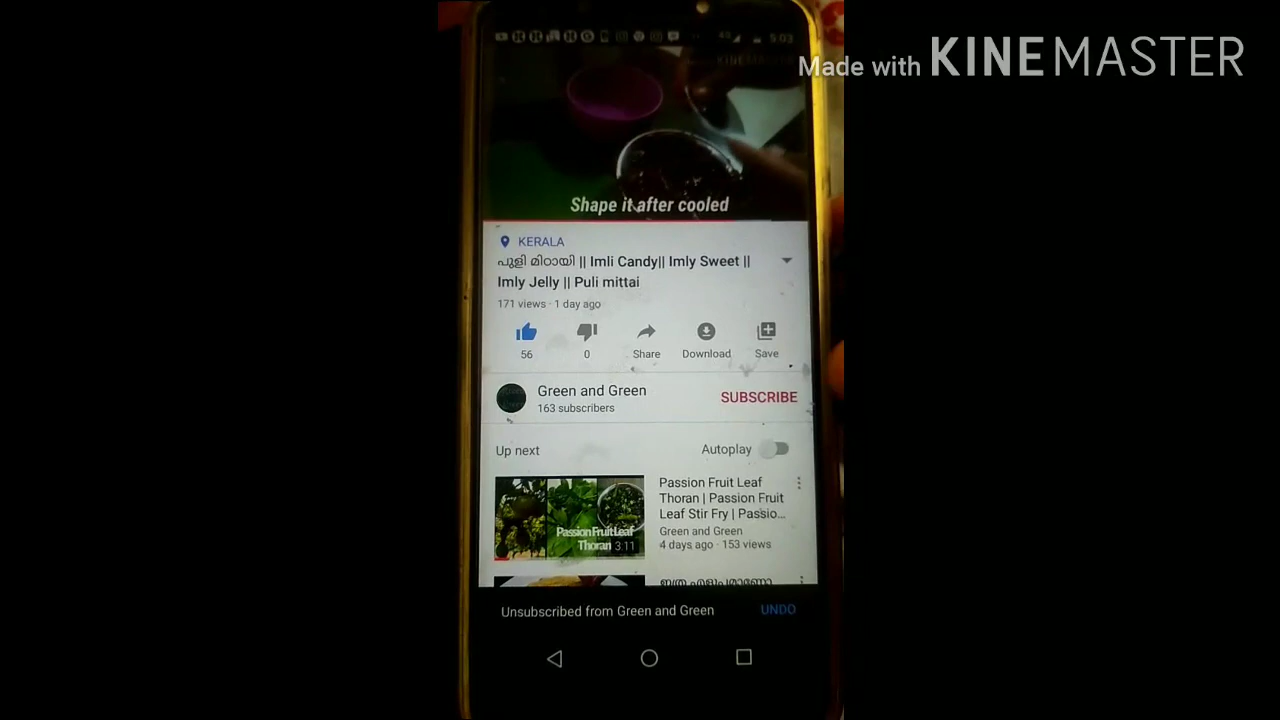 Made with KINEMASTER
5:03
Shape it after cooled
KERALA
പുളി മിഠായി || Imli Candy|| Imly Sweet ||
Imly Jelly || Puli mittai
171 views · 1 day ago
56
0
Share
Download
Save
Green and Green
163 subscribers
SUBSCRIBE
Up next
Autoplay
Passion Fruit Leaf
Thoran
3:11
Passion Fruit Leaf
Thoran | Passion Fruit
Leaf Stir Fry | Passio...
Green and Green
4 days ago · 153 views
Unsubscribed from Green and Green
UNDO